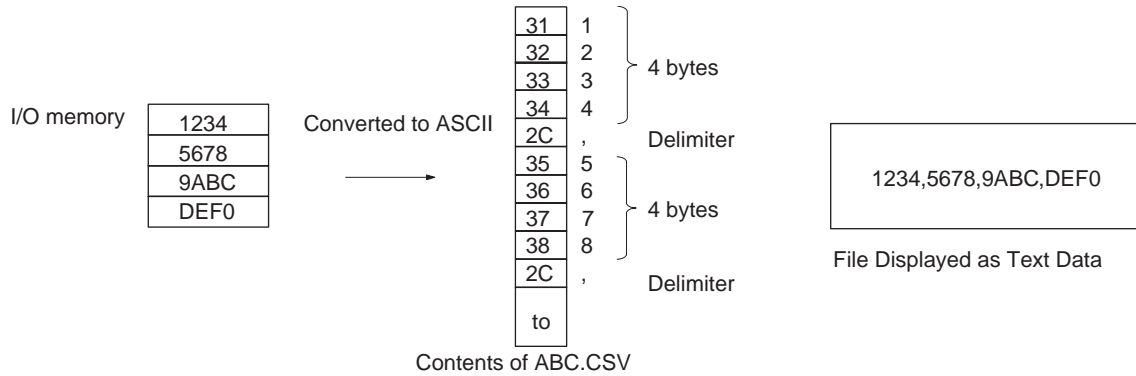 I/O memory
1234
5678
9ABC
DEF0
Converted to ASCII
31 1
32 2
33 3
34 4
4 bytes
2C ,
Delimiter
35 5
36 6
37 7
38 8
4 bytes
2C ,
Delimiter
to
Contents of ABC.CSV
1234,5678,9ABC,DEF0
File Displayed as Text Data